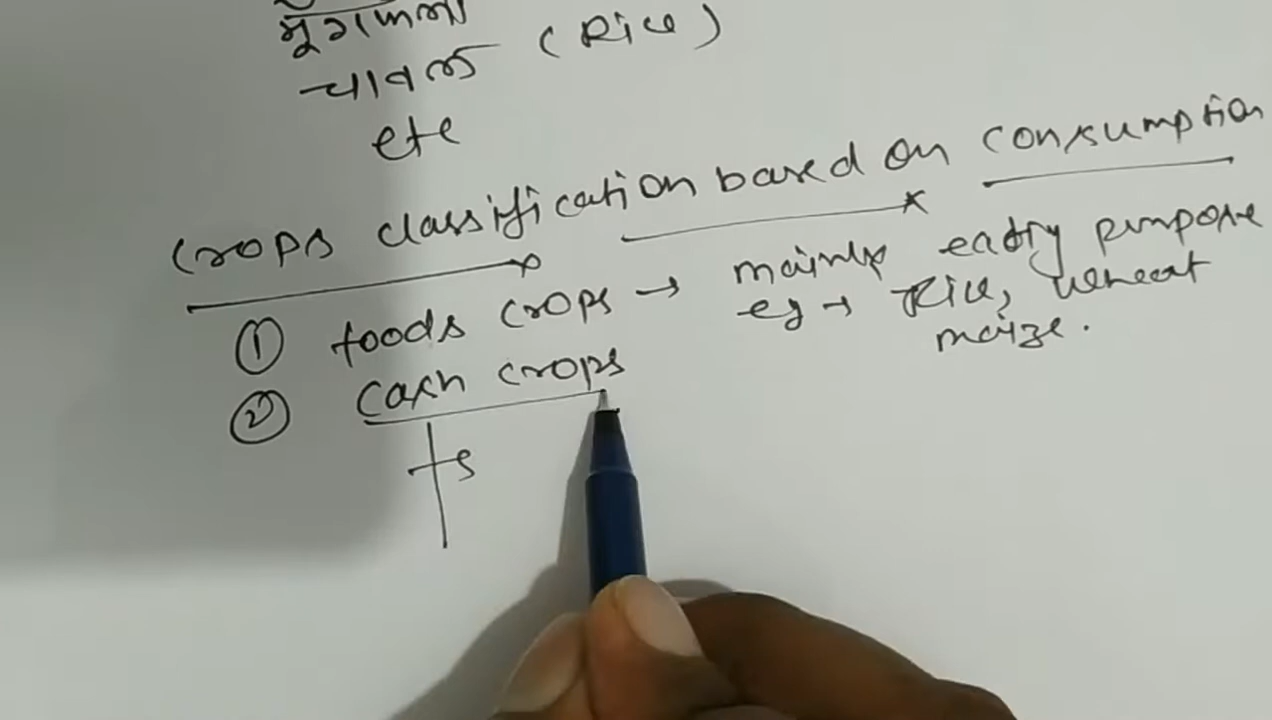 मूंगफली
चावल (Rice)
etc
Crops classification based on consumption
① foods crops → mainly eating purpose
eg → Rice, wheat
maize.
② Cash crops